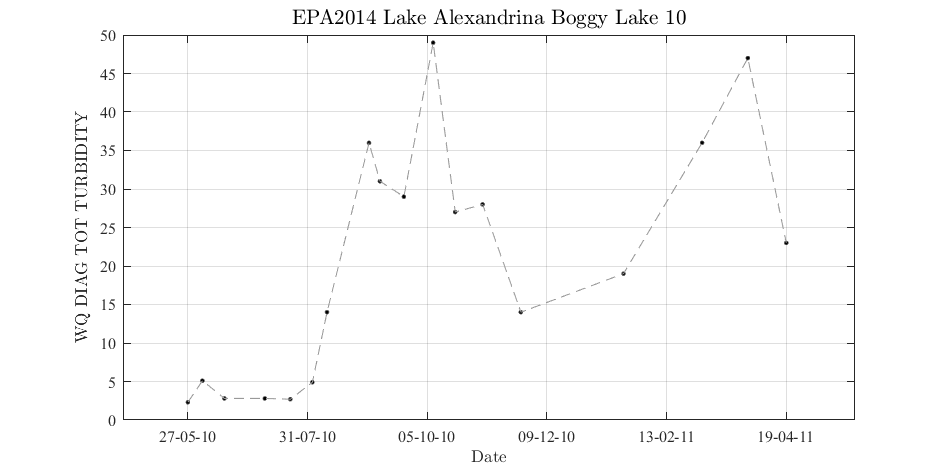 EPA2014 Lake Alexandrina Boggy Lake 10
50
45
40
35
30
25
20
15
10
5
0
WQ DIAG TOT TURBIDITY
27-05-10 31-07-10 05-10-10 09-12-10 13-02-11 19-04-11
Date